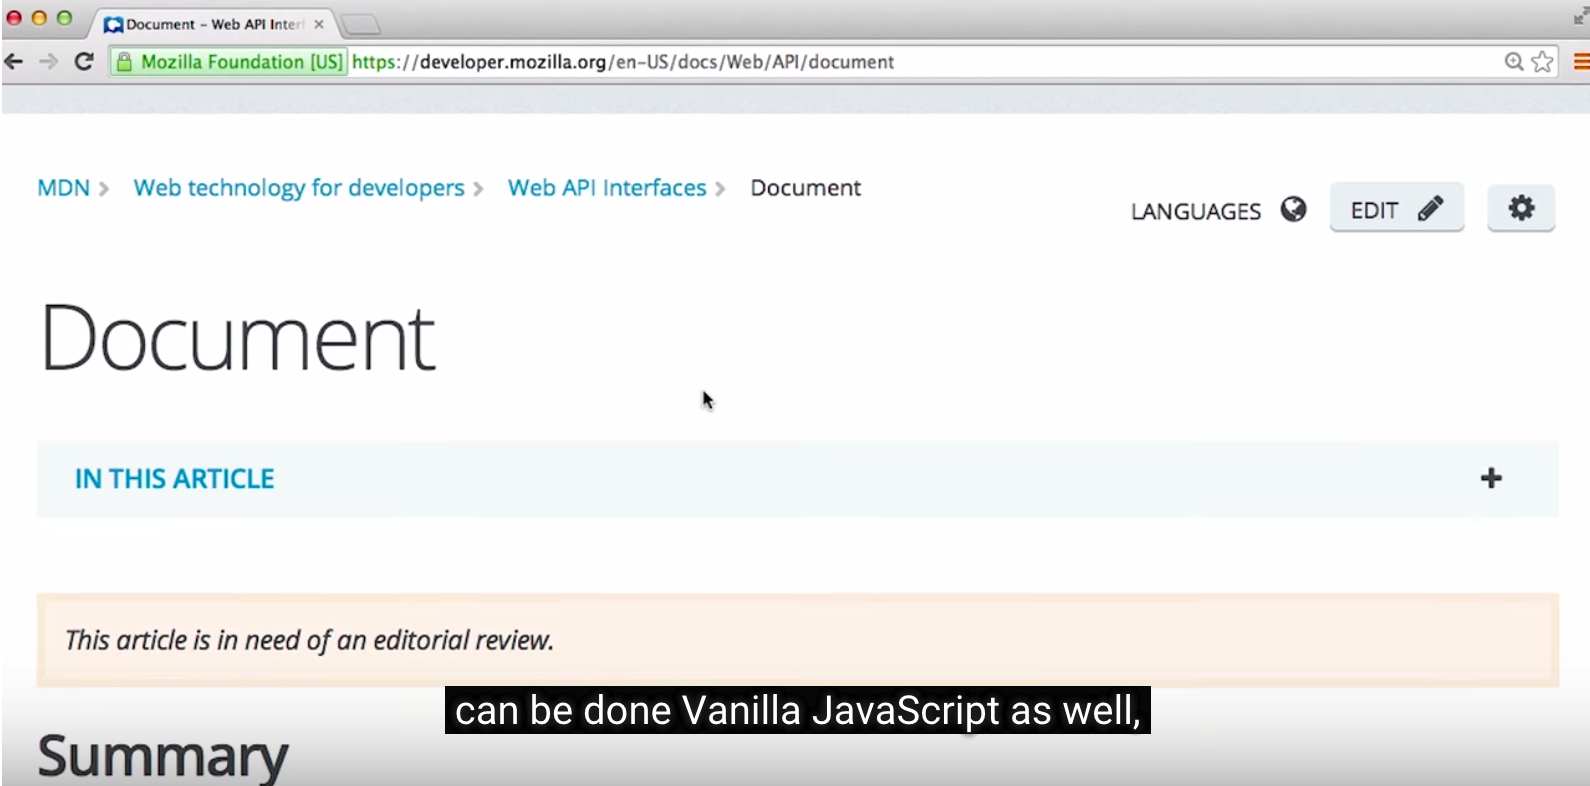 Document – Web API Inter
Mozilla Foundation [US] https://developer.mozilla.org/en-US/docs/Web/API/document
MDN Web technology for developers Web API Interfaces Document
LANGUAGES EDIT
Document
IN THIS ARTICLE
This article is in need of an editorial review.
can be done Vanilla JavaScript as well,
Summary